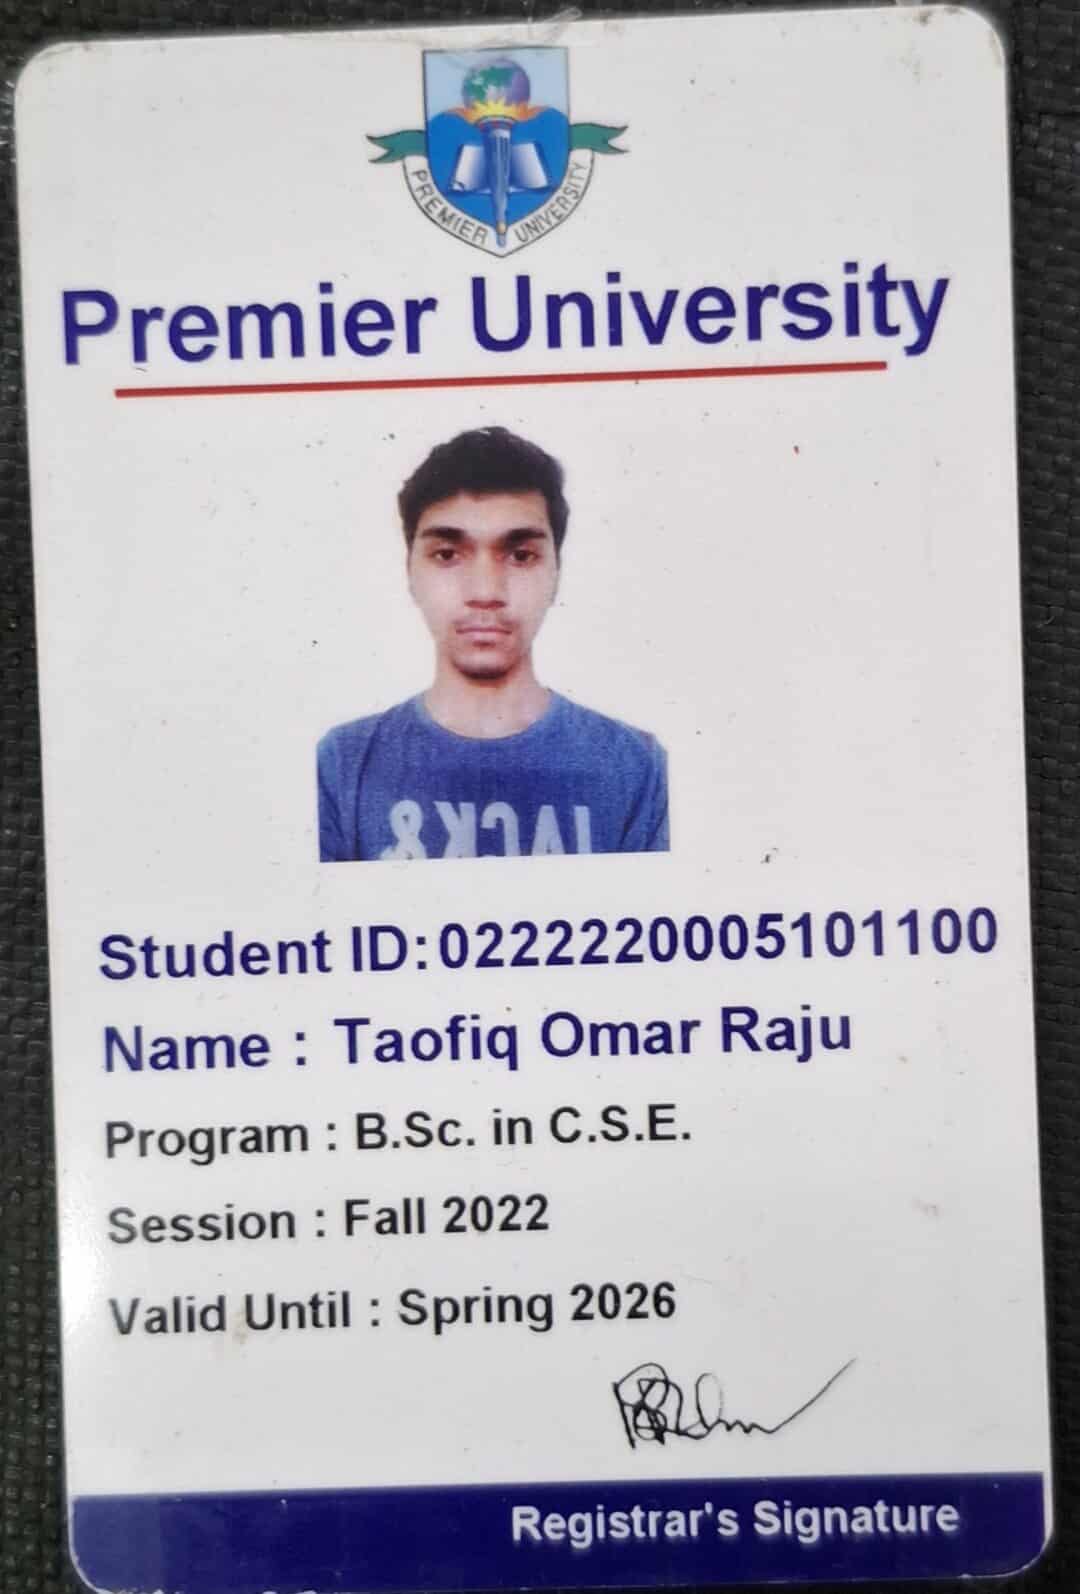 PREMIER UNIVERSITY
Premier University
JACK&
Student ID:0222220005101100
Name : Taofiq Omar Raju
Program : B.Sc. in C.S.E.
Session : Fall 2022
Valid Until : Spring 2026
Registrar's Signature